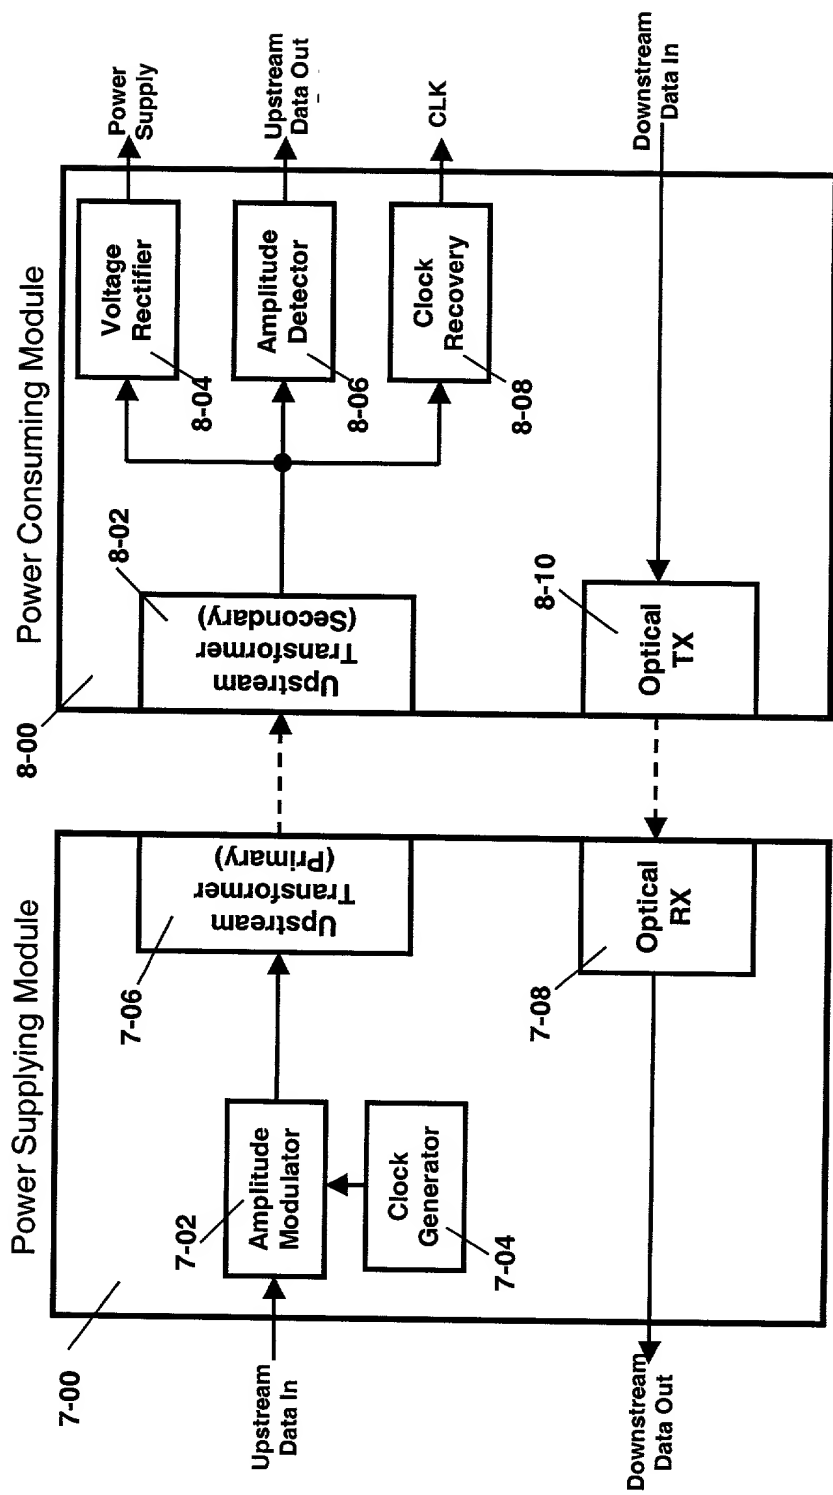 Power Supplying Module
7-00
Upstream
Data In
7-02
Amplitude
Modulator
Clock
Generator
7-04
7-06
Upstream
Transformer
(Primary)
7-08
Optical
RX
Downstream
Data Out
Power Consuming Module
8-00
8-02
Upstream
Transformer
(Secondary)
Voltage
Rectifier
8-04
Power
Supply
Amplitude
Detector
8-06
Upstream
Data Out
Clock
Recovery
8-08
CLK
8-10
Optical
TX
Downstream
Data In